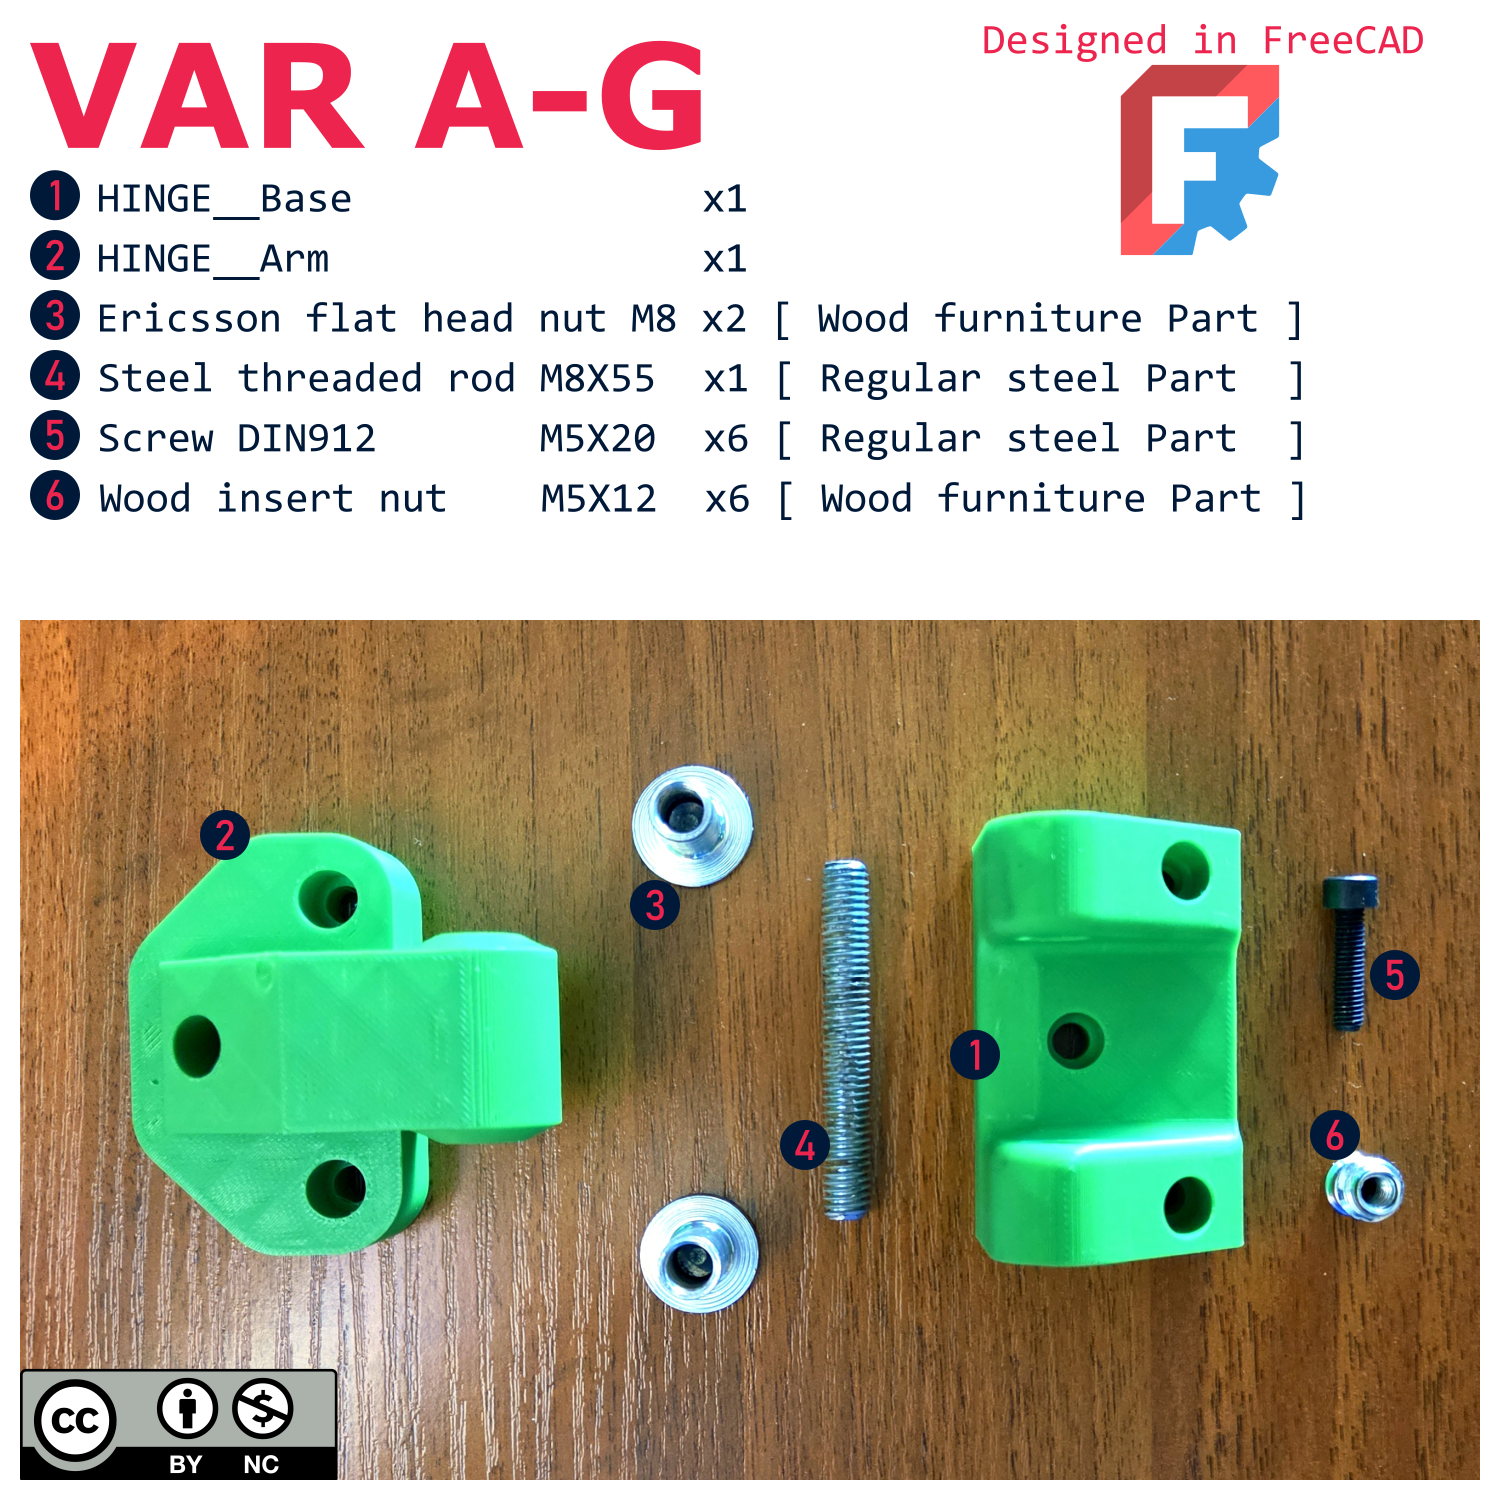 VAR A-G
Designed in FreeCAD
1 HINGE__Base x1
2 HINGE__Arm x1
3 Ericsson flat head nut M8 x2 [ Wood furniture Part ]
4 Steel threaded rod M8X55 x1 [ Regular steel Part ]
5 Screw DIN912 M5X20 x6 [ Regular steel Part ]
6 Wood insert nut M5X12 x6 [ Wood furniture Part ]
2
3
4
1
5
6
cc
BY NC